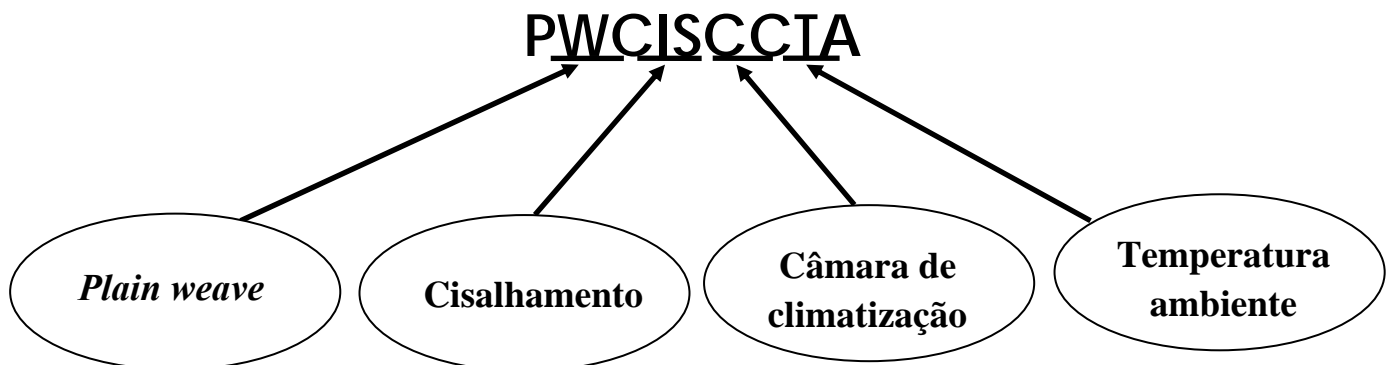 PWCISCCTA
Plain weave
Cisalhamento
Câmara de
climatização
Temperatura
ambiente